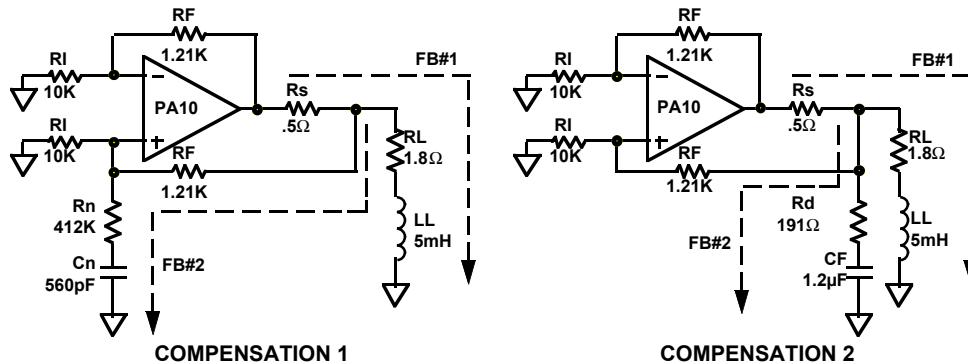 RF
1.21K
FB#1
RI
10K
PA10
Rs
.5Ω
RI
10K
RL
1.8Ω
RF
1.21K
Rn
412K
LL
5mH
FB#2
Cn
560pF
COMPENSATION 1
RF
1.21K
FB#1
RI
10K
PA10
Rs
.5Ω
RI
10K
RL
1.8Ω
RF
1.21K
Rd
191Ω
LL
5mH
FB#2
CF
1.2µF
COMPENSATION 2